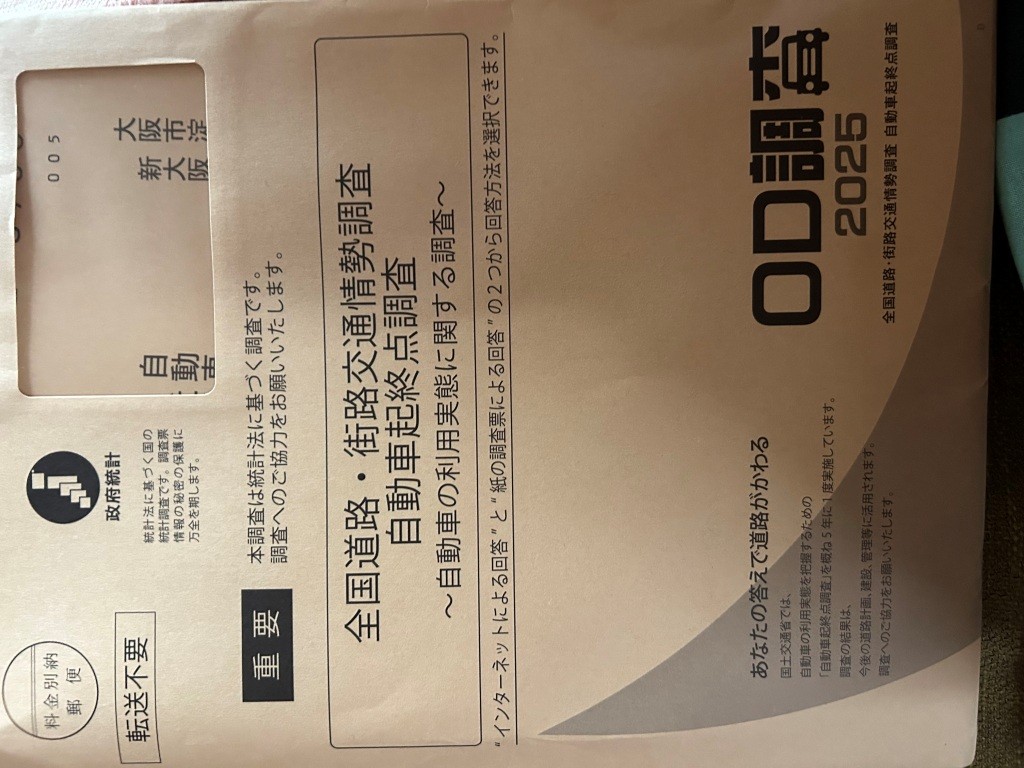 料金別納
郵便
転送不要
政府統計
統計法に基づく国の
統計調査です。調査票
情報の秘密の保護に
万全を期します。
005
大阪市淀
新大阪
自動車
重要
本調査は統計法に基づく調査です。
調査へのご協力をお願いいたします。
全国道路・街路交通情勢調査
自動車起終点調査
～自動車の利用実態に関する調査～
“インターネットによる回答”と“紙の調査票による回答”の2つから回答方法を選択できます。
あなたの答えで道路がかわる
国土交通省では、
自動車の利用実態を把握するための
「自動車起終点調査」を概ね5年に1度実施しています。
調査の結果は、
今後の道路計画、建設、管理等に活用されます。
調査へのご協力をお願いいたします。
OD調査
2025
全国道路・街路交通情勢調査 自動車起終点調査